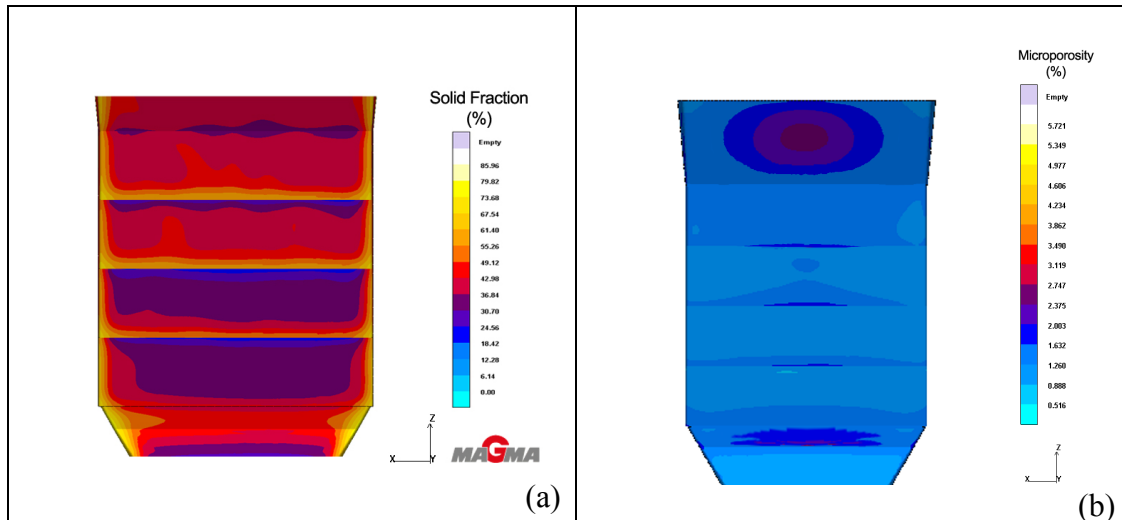 Solid Fraction
(%)
Empty
85.96
79.82
73.68
67.54
61.40
55.26
49.12
42.98
36.84
30.70
24.56
18.42
12.28
6.14
0.00
Z
X
Y
MAGMA
(a)
Microporosity
(%)
Empty
5.721
5.349
4.977
4.606
4.234
3.862
3.490
3.119
2.747
2.375
2.003
1.632
1.260
0.888
0.516
Z
X
Y
(b)